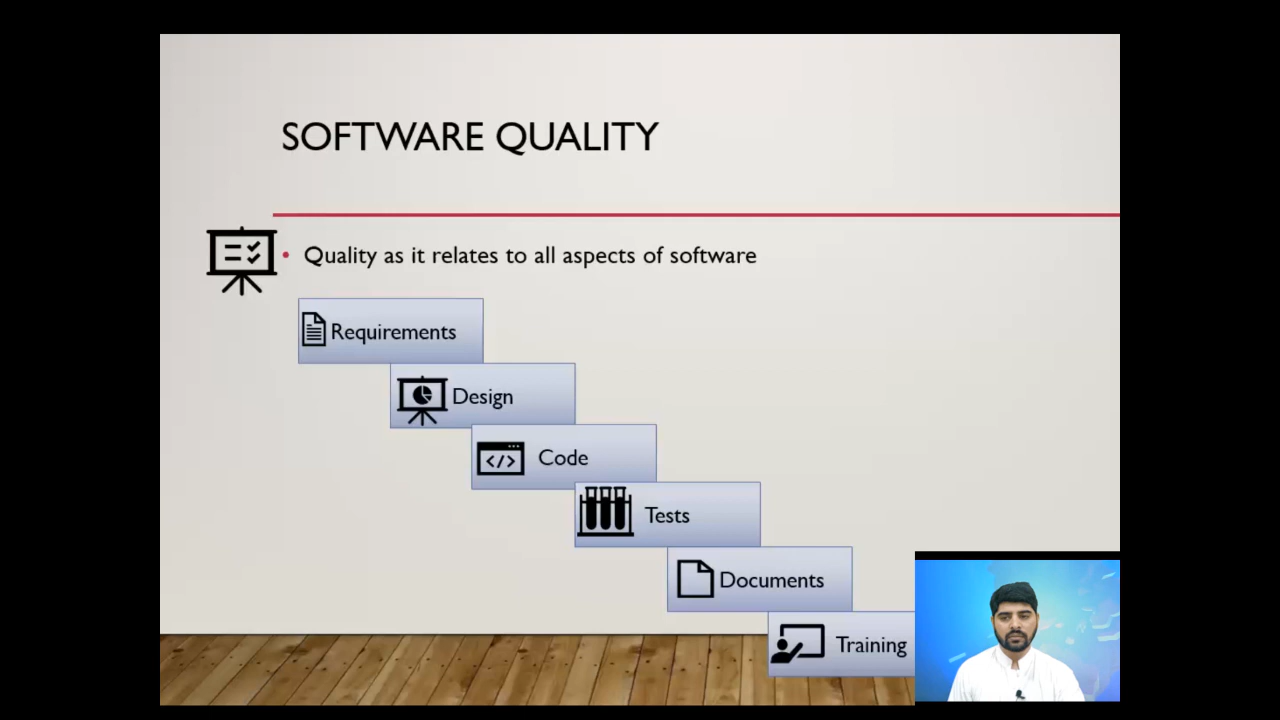 SOFTWARE QUALITY
• Quality as it relates to all aspects of software
Requirements
Design
</> Code
Tests
Documents
Training